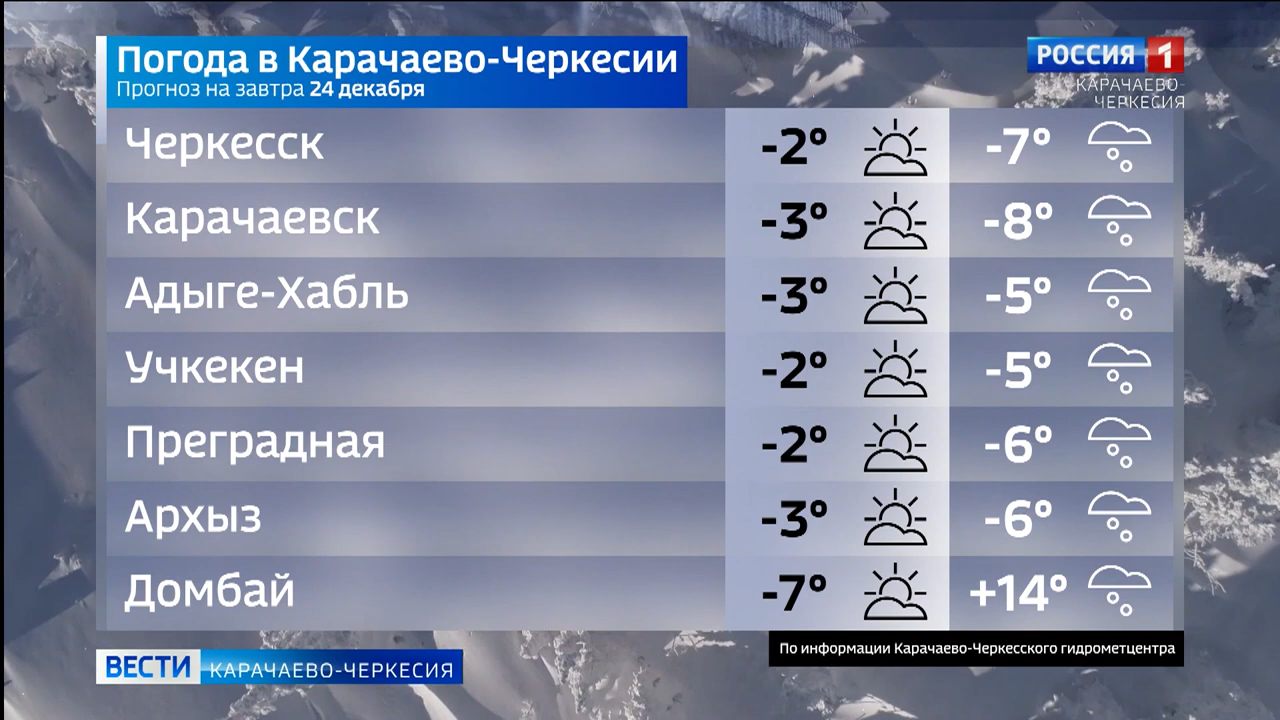 Погода в Карачаево-Черкесии
Прогноз на завтра 24 декабря
РОССИЯ 1
КАРАЧАЕВО-
ЧЕРКЕСИЯ
Черкесск -2° -7°
Карачаевск -3° -8°
Адыге-Хабль -3° -5°
Учкекен -2° -5°
Преградная -2° -6°
Архыз -3° -6°
Домбай -7° +14°
По информации Карачаево-Черкесского гидрометцентра
ВЕСТИ КАРАЧАЕВО-ЧЕРКЕСИЯ